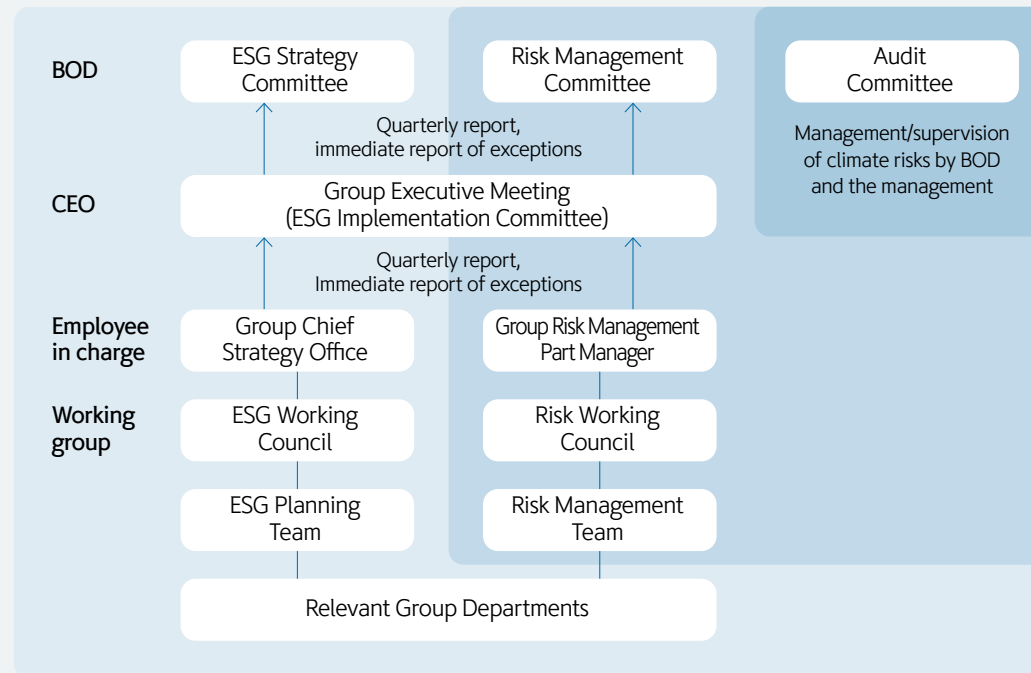 BOD
ESG Strategy
Committee
Risk Management
Committee
Audit
Committee
Quarterly report,
immediate report of exceptions
Management/supervision
of climate risks by BOD
and the management
CEO
Group Executive Meeting
(ESG Implementation Committee)
Quarterly report,
Immediate report of exceptions
Employee
in charge
Group Chief
Strategy Office
Group Risk Management
Part Manager
Working
group
ESG Working
Council
Risk Working
Council
ESG Planning
Team
Risk Management
Team
Relevant Group Departments